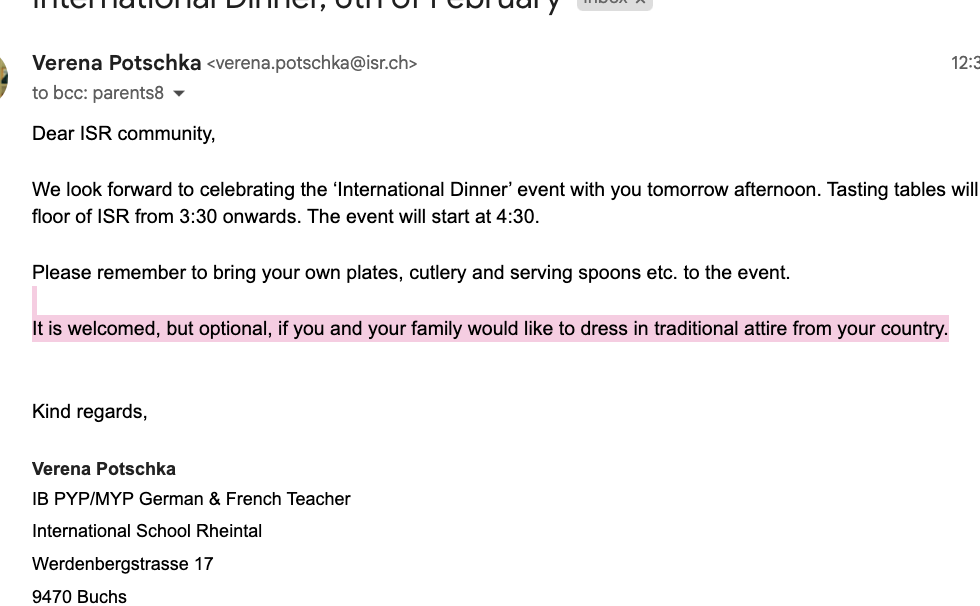 International Dinner, 6th of February Inbox x
Verena Potschka <verena.potschka@isr.ch> 12:3
to bcc: parents8
Dear ISR community,
We look forward to celebrating the ‘International Dinner’ event with you tomorrow afternoon. Tasting tables will
floor of ISR from 3:30 onwards. The event will start at 4:30.
Please remember to bring your own plates, cutlery and serving spoons etc. to the event.
It is welcomed, but optional, if you and your family would like to dress in traditional attire from your country.
Kind regards,
Verena Potschka
IB PYP/MYP German & French Teacher
International School Rheintal
Werdenbergstrasse 17
9470 Buchs